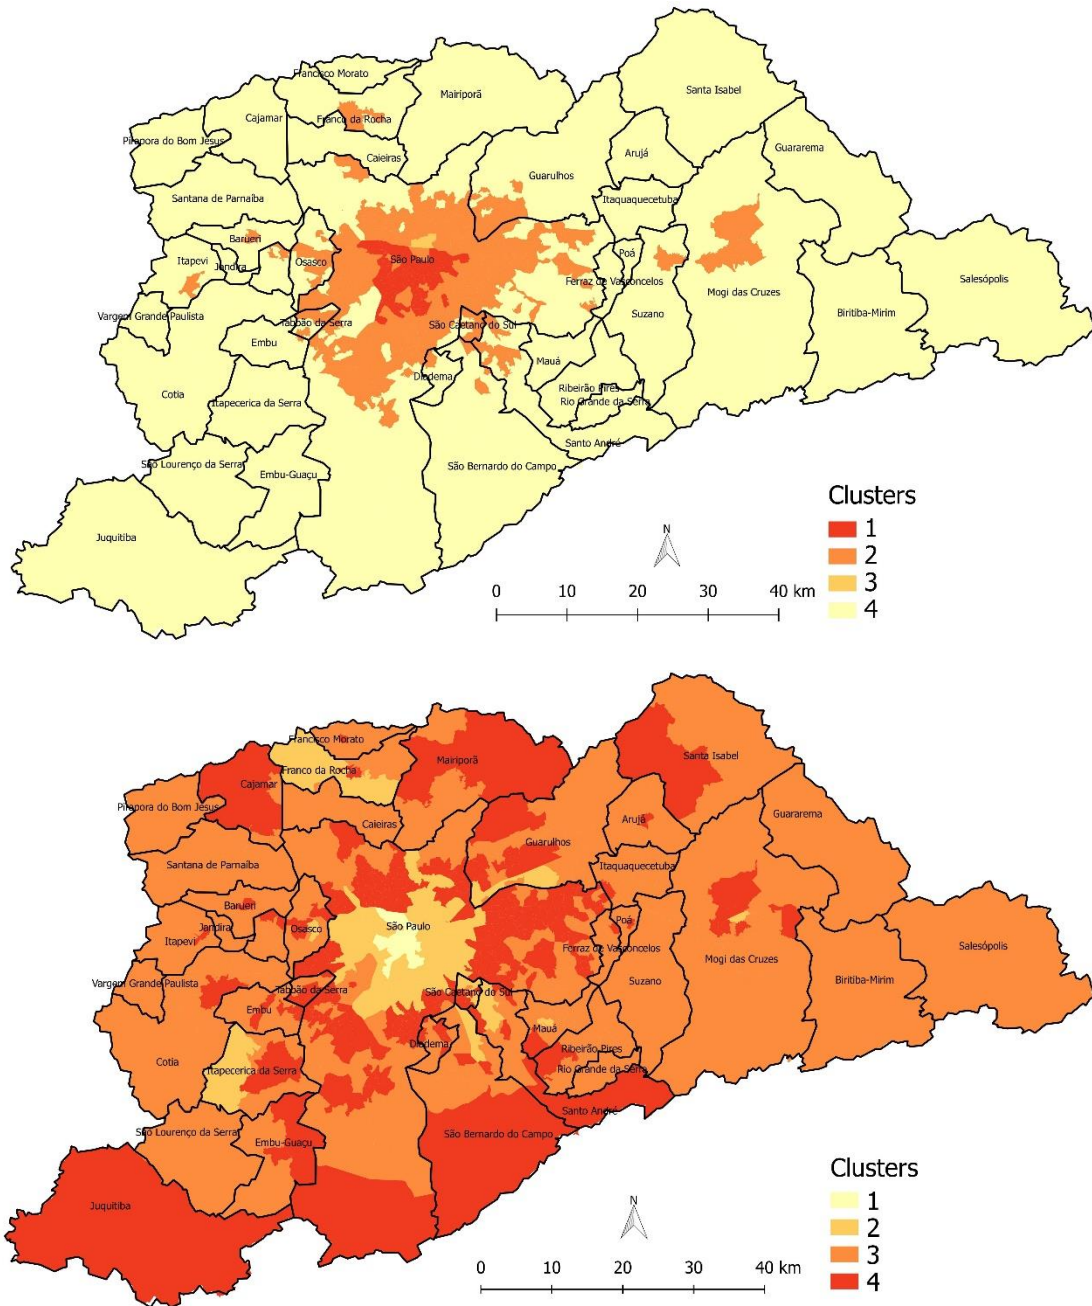 Francisco Morato
Mairiporã
Santa Isabel
Cajamar
Franco da Rocha
Pirapora do Bom Jesus
Guararema
Arujá
Caieiras
Guarulhos
Santana de Parnaíba
Itaquaquecetuba
Barueri
Poá
São Paulo
Itapevi
Osasco
Jandira
Ferraz de Vasconcelos
Salesópolis
Mogi das Cruzes
Suzano
Biritiba-Mirim
Vargem Grande Paulista
Taboão da Serra
São Caetano do Sul
Embu
Mauá
Diadema
Ribeirão Pires
Cotia
Itapecerica da Serra
Rio Grande da Serra
Santo André
São Lourenço da Serra
São Bernardo do Campo
Embu-Guaçu
Juquitiba
Clusters
1
2
3
4
N
0 10 20 30 40 km
Francisco Morato
Mairiporã
Santa Isabel
Franco da Rocha
Cajamar
Pirapora do Bom Jesus
Guararema
Arujá
Caieiras
Guarulhos
Santana de Parnaíba
Itaquaquecetuba
Barueri
Poá
São Paulo
Jandira
Osasco
Itapevi
Ferraz de Vasconcelos
Salesópolis
Mogi das Cruzes
Suzano
Biritiba-Mirim
Vargem Grande Paulista
Taboão da Serra
São Caetano do Sul
Embu
Mauá
Diadema
Ribeirão Pires
Cotia
Itapecerica da Serra
Rio Grande da Serra
Santo André
São Lourenço da Serra
São Bernardo do Campo
Embu-Guaçu
Juquitiba
Clusters
1
2
3
4
N
0 10 20 30 40 km